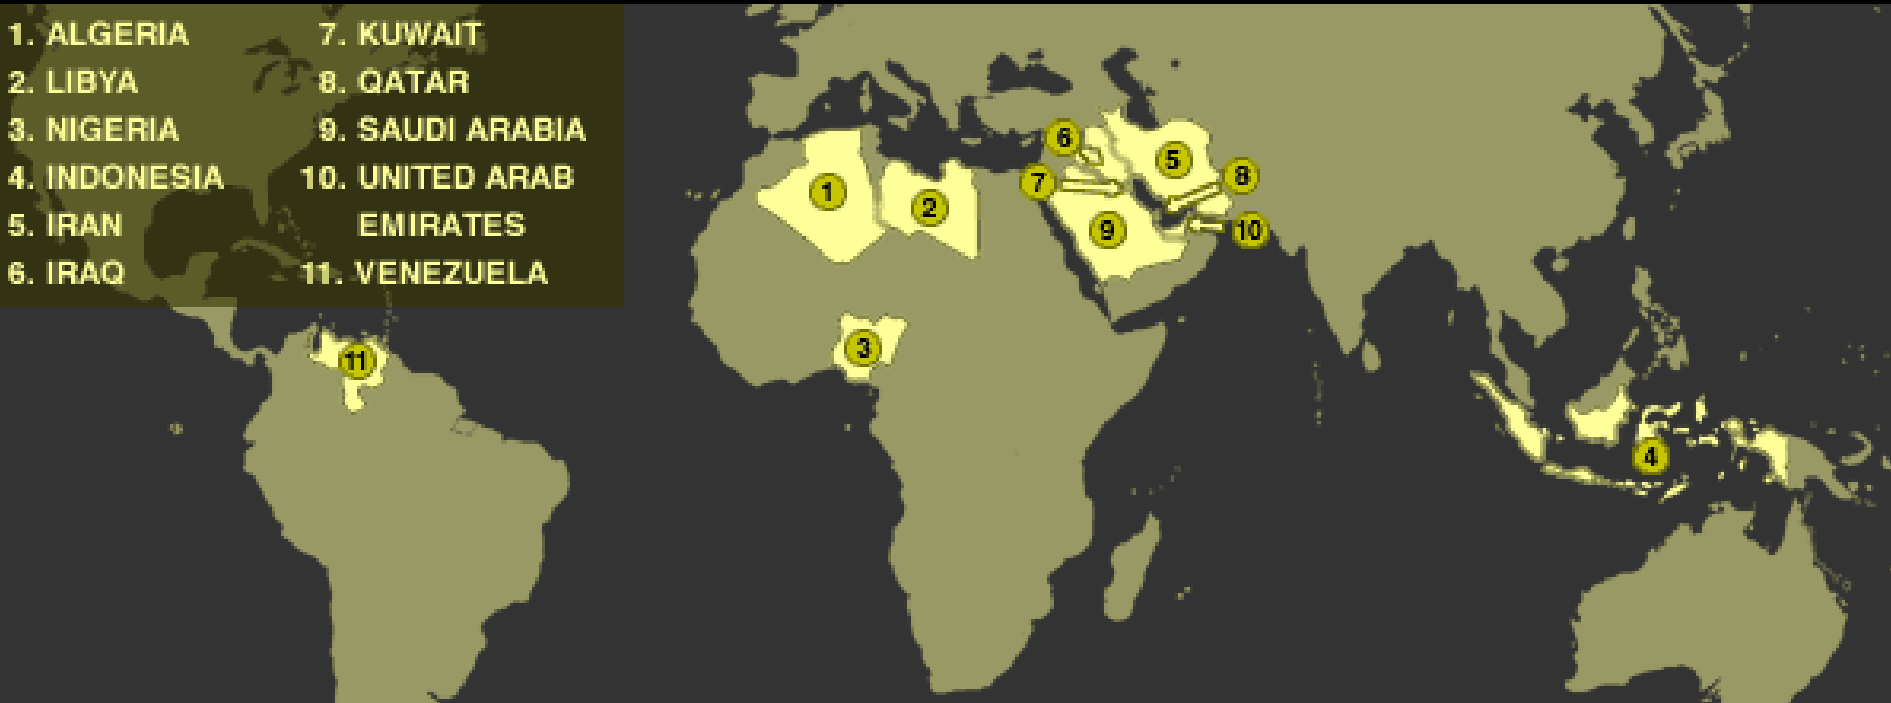 1. ALGERIA
2. LIBYA
3. NIGERIA
4. INDONESIA
5. IRAN
6. IRAQ
7. KUWAIT
8. QATAR
9. SAUDI ARABIA
10. UNITED ARAB
EMIRATES
11. VENEZUELA
6
5
8
7
1
2
9
10
3
11
4